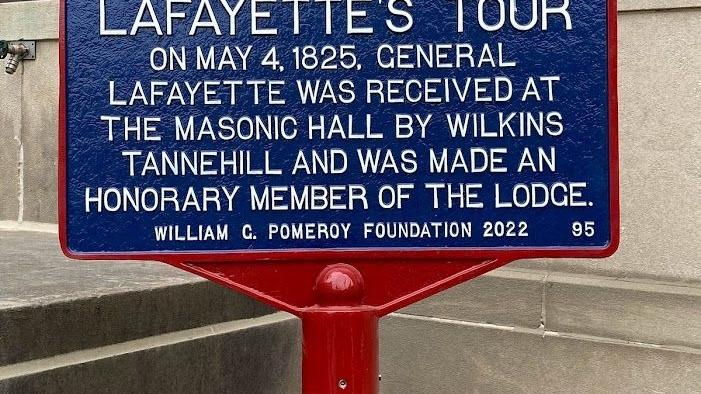 LAFAYETTE'S TOUR
ON MAY 4, 1825, GENERAL
LAFAYETTE WAS RECEIVED AT
THE MASONIC HALL BY WILKINS
TANNEHILL AND WAS MADE AN
HONORARY MEMBER OF THE LODGE.
WILLIAM G. POMEROY FOUNDATION 2022 95